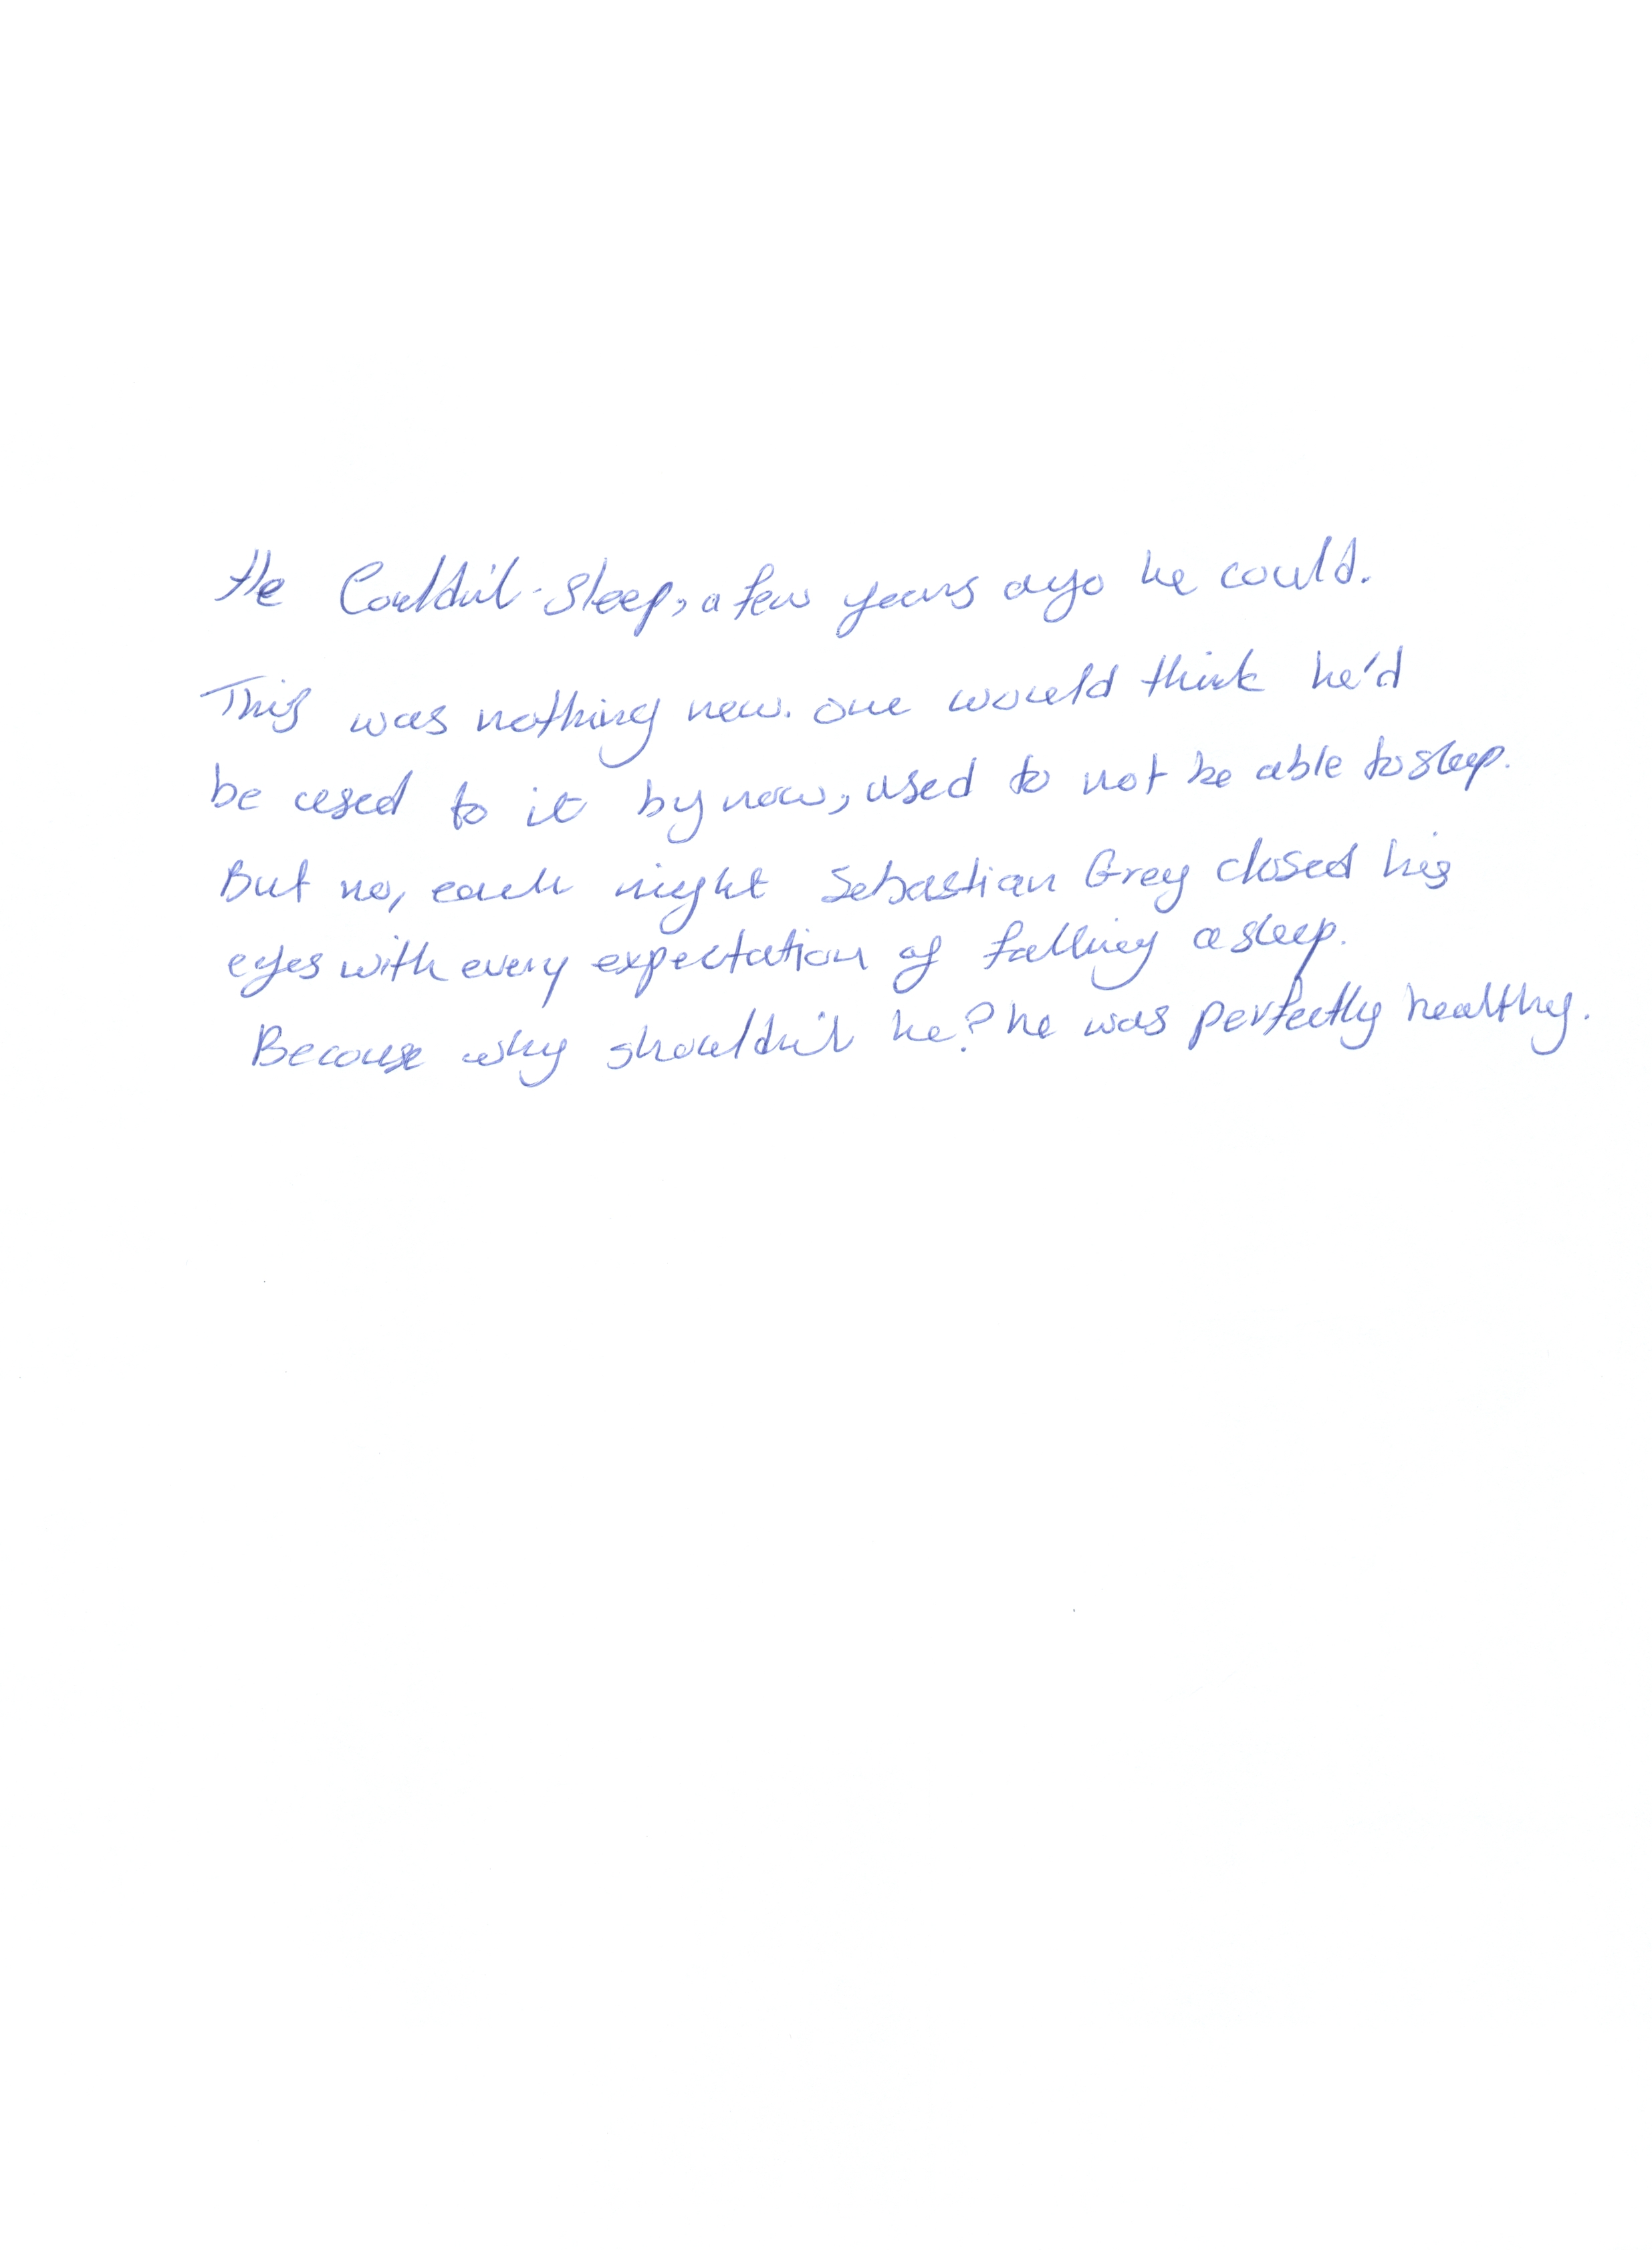 He Couldn't sleep, a few years ago he could.
This was nothing new. one would think he'd
be used to it by now, used to not be able to sleep.
But no, each night Sebastian Grey closed his
eyes with every expectation of falling asleep.
Because why shouldn't he? he was perfectly healthy.